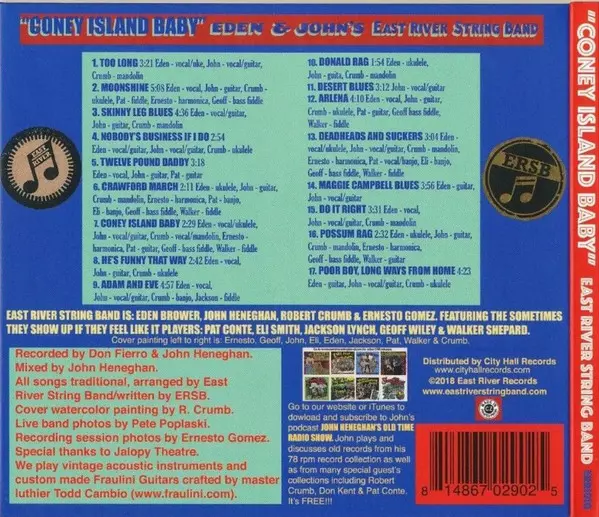 "CONEY ISLAND BABY" EDEN & JOHN'S EAST RIVER STRING BAND
1. TOO LONG 3:21 Eden - vocal/uke, John - vocal/guitar,
Crumb - mandolin
2. MOONSHINE 5:08 Eden - vocal, John - guitar, Crumb -
ukulele, Pat - fiddle, Ernesto - harmonica, Geoff - bass fiddle
3. SKINNY LEG BLUES 4:36 Eden - vocal/guitar,
John - guitar, Crumb - mandolin
4. NOBODY'S BUSINESS IF I DO 2:54
Eden - vocal/ukulele, John - vocal/guitar, Crumb - ukulele
5. TWELVE POUND DADDY 3:18
Eden - vocal, John - guitar, Pat - guitar
6. CRAWFORD MARCH 2:11 Eden - ukulele, John - guitar,
Crumb - mandolin, Ernesto - harmonica, Pat - banjo,
Eli - banjo, Geoff - bass fiddle, Walker - fiddle
7. CONEY ISLAND BABY 2:29 Eden - vocal/ukulele,
John - vocal/guitar, Crumb - vocal/mandolin, Ernesto -
harmonica, Pat - guitar, Geoff - bass fiddle, Walker - fiddle
8. HE'S FUNNY THAT WAY 2:42 Eden - vocal,
John - guitar, Crumb - ukulele
9. ADAM AND EVE 4:57 Eden - vocal,
John - vocal/guitar, Crumb - banjo, Jackson - fiddle
10. DONALD RAG 1:54 Eden - ukulele,
John - guita, Crumb - mandolin
11. DESERT BLUES 3:12 John - vocal/guitar
12. ARLENA 4:10 Eden - vocal, John - guitar,
Crumb - mandolin, Pat - guitar, Geoff - bass fiddle,
Walker - fiddle
13. DEADHEADS AND SUCKERS 3:04 Eden -
vocal/ukulele, John - vocal/guitar, Crumb - mandolin,
Ernesto - harmonica, Pat - vocal/banjo, Eli - banjo,
Geoff - bass fiddle, Walker - fiddle
14. MAGGIE CAMPBELL BLUES 3:56 Eden - guitar,
John - vocal/guitar
15. DO IT RIGHT 3:31 Eden - vocal,
John - vocal/guitar, Crumb - mandolin
16. POSSUM RAG 2:32 Eden - ukulele, John - guitar,
Crumb - mandolin, Ernesto - harmonica, Pat - guitar,
Geoff - bass fiddle, Walker - fiddle
17. POOR BOY, LONG WAYS FROM HOME 4:23
Eden - guitar, John - vocal/guitar, Crumb - ukulele
EAST
RIVER
ERSB
EAST RIVER STRING BAND IS: EDEN BROWER, JOHN HENEGHAN, ROBERT CRUMB & ERNESTO GOMEZ. FEATURING THE SOMETIMES
THEY SHOW UP IF THEY FEEL LIKE IT PLAYERS: PAT CONTE, ELI SMITH, JACKSON LYNCH, GEOFF WILEY & WALKER SHEPARD.
Cover painting left to right is: Ernesto, Geoff, John, Eli, Eden, Jackson, Pat, Walker & Crumb.
Recorded by Don Fierro & John Heneghan.
Mixed by John Heneghan.
All songs traditional, arranged by East
River String Band/written by ERSB.
Cover watercolor painting by R. Crumb.
Live band photos by Pete Poplaski.
Recording session photos by Ernesto Gomez.
Special thanks to Jalopy Theatre.
We play vintage acoustic instruments and
custom made Fraulini Guitars crafted by master
luthier Todd Cambio (www.fraulini.com).
Go to our website or iTunes to
dowload and subscribe to John's
podcast JOHN HENEGHAN'S OLD TIME
RADIO SHOW. John plays and
discusses old records from his
78 rpm record collection as well
as from many special guest's
collections including Robert
Crumb, Don Kent & Pat Conte.
It's FREE!!!
Distributed by City Hall Records
www.cityhallrecords.com
©2018 East River Records
www.eastriverstringband.com
8 14867 02902 5
"CONEY ISLAND BABY" EAST RIVER STRING BAND